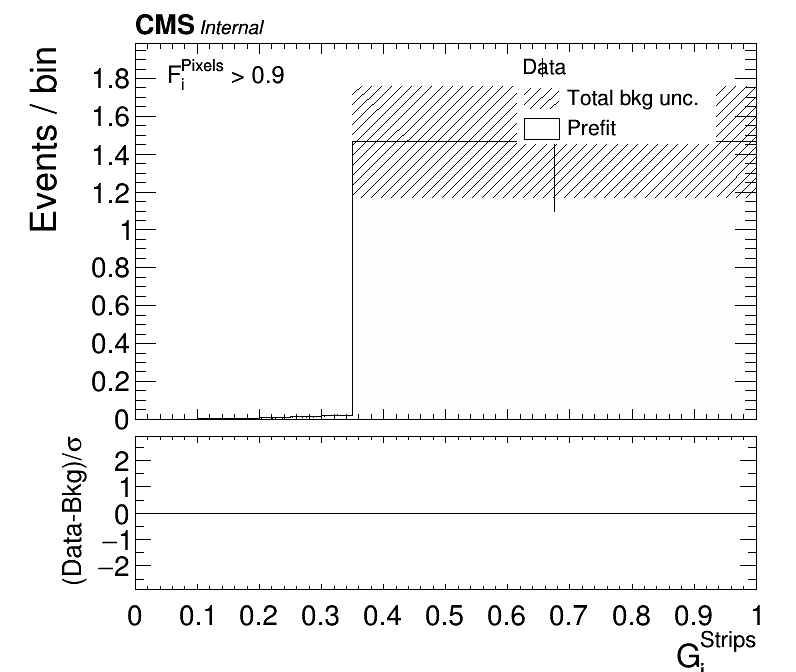 CMS Internal
F_i^Pixels > 0.9
Data
Total bkg unc.
Prefit
Events / bin
1.8
1.6
1.4
1.2
1
0.8
0.6
0.4
0.2
0
(Data-Bkg)/σ
2
1
0
−1
−2
0 0.1 0.2 0.3 0.4 0.5 0.6 0.7 0.8 0.9 1
G_i^Strips